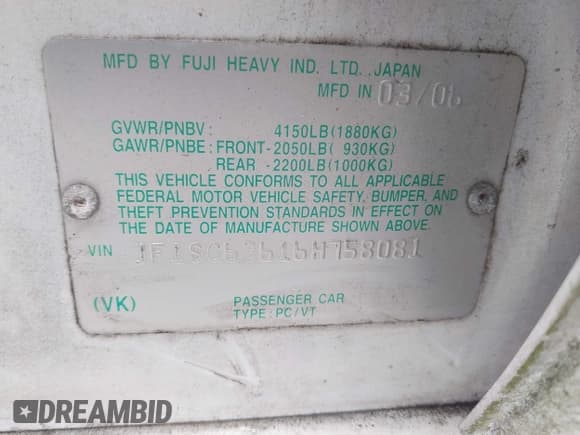 MFD BY FUJI HEAVY IND. LTD., JAPAN
MFD IN 03/06
GVWR/PNBV : 4150LB(1880KG)
GAWR/PNBE : FRONT-2050LB( 930KG)
REAR -2200LB(1000KG)
THIS VEHICLE CONFORMS TO ALL APPLICABLE
FEDERAL MOTOR VEHICLE SAFETY, BUMPER, AND
THEFT PREVENTION STANDARDS IN EFFECT ON
THE DATE OF MANUFACTURE SHOWN ABOVE.
VIN
(VK) PASSENGER CAR
TYPE : PC/VT
DREAMBID